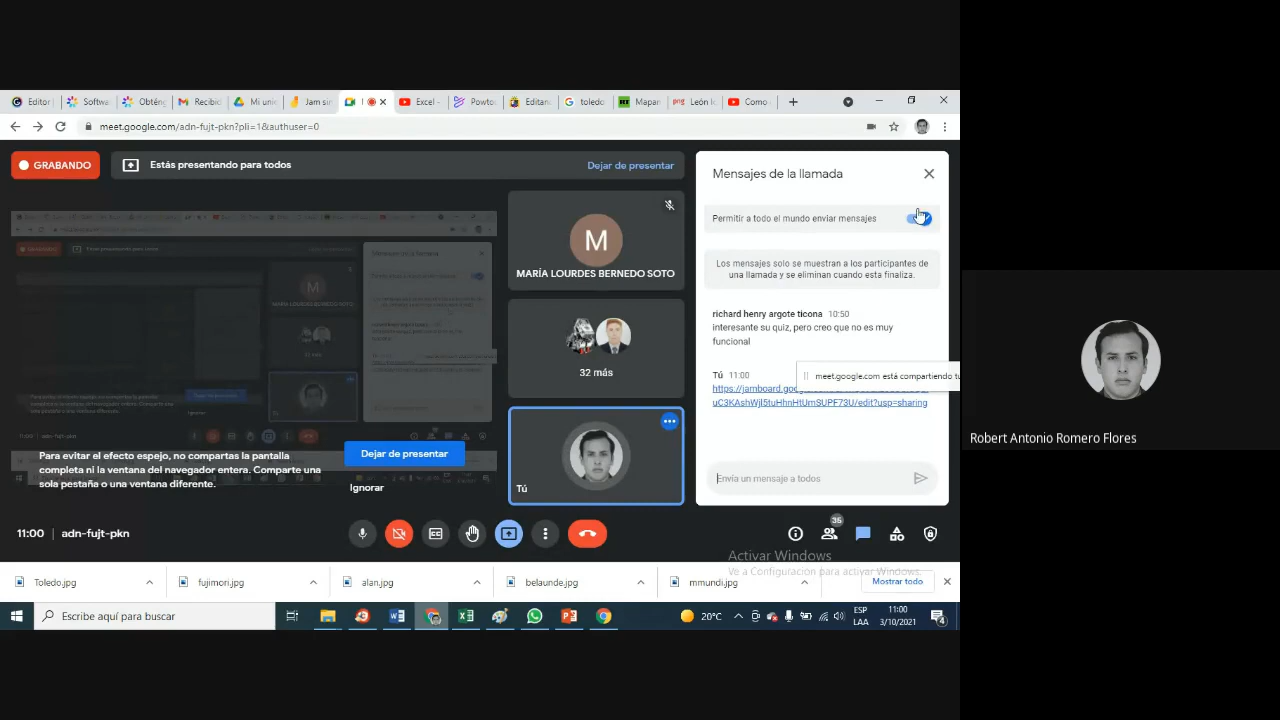 Editor
Softwa
Obténg
Recibid
Mi unid
Jam sin
Excel -
Powto
Editand
toledo
Mapan
León
Como
meet.google.com/adn-fujt-pkn?pli=1&authuser=0
GRABANDO
Estás presentando para todos
Dejar de presentar
Mensajes de la llamada
Permitir a todo el mundo enviar mensajes
Los mensajes solo se muestran a los participantes de
una llamada y se eliminan cuando esta finaliza.
M
MARÍA LOURDES BERNEDO SOTO
32 más
Tú
richard henry argote ticona 10:50
interesante su quiz, pero creo que no es muy
funcional
Tú 11:00
meet.google.com está compartiendo tu
https://jamboard.goo
uC3KAshWjl5tuHhnHtUmSUPF73U/edit?usp=sharing
Envía un mensaje a todos
Para evitar el efecto espejo, no compartas la pantalla
completa ni la ventana del navegador entera. Comparte una
sola pestaña o una ventana diferente.
Dejar de presentar
Ignorar
11:00 | adn-fujt-pkn
35
Activar Windows
Ve a Configuración para activar Windows.
Toledo.jpg
fujimori.jpg
alan.jpg
belaunde.jpg
mmundi.jpg
Mostrar todo
Escribe aquí para buscar
20°C
ESP
LAA
11:00
3/10/2021
4
Robert Antonio Romero Flores